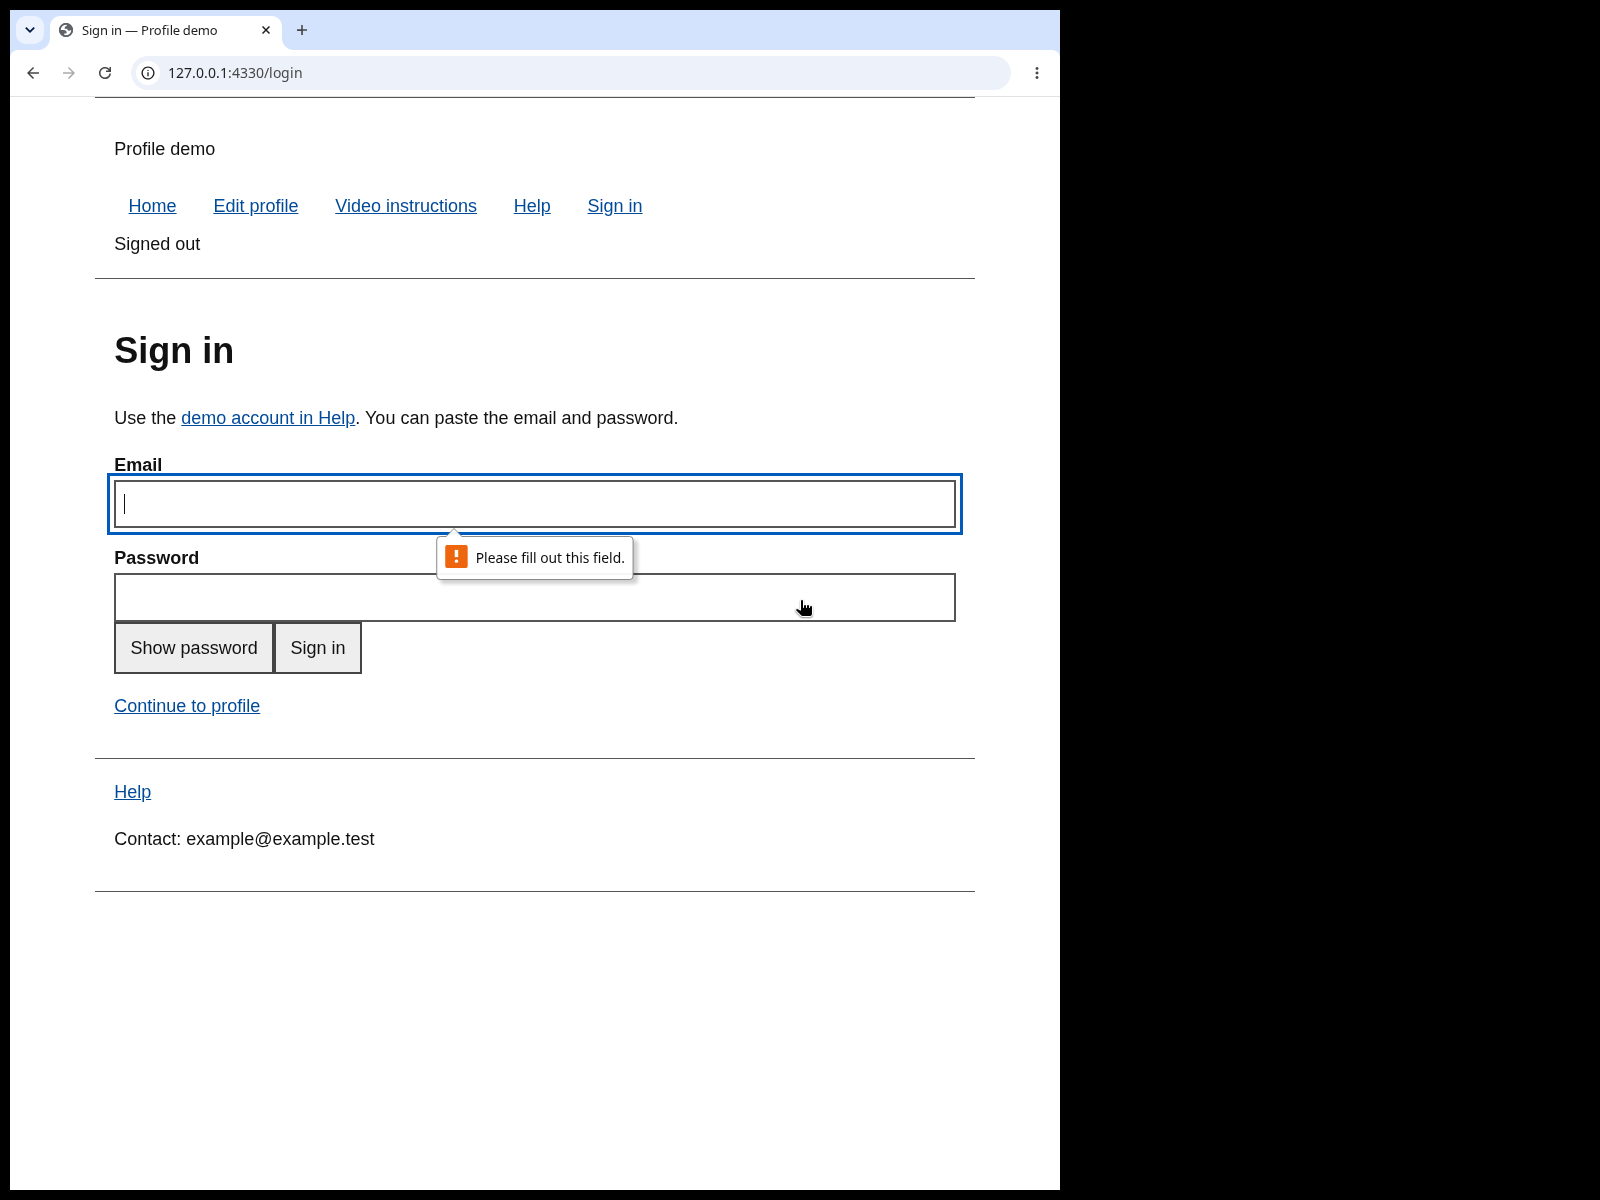 Sign in — Profile demo
127.0.0.1:4330/login
Profile demo
Home Edit profile Video instructions Help Sign in
Signed out
Sign in
Use the demo account in Help. You can paste the email and password.
Email
Please fill out this field.
Password
Show password Sign in
Continue to profile
Help
Contact: example@example.test